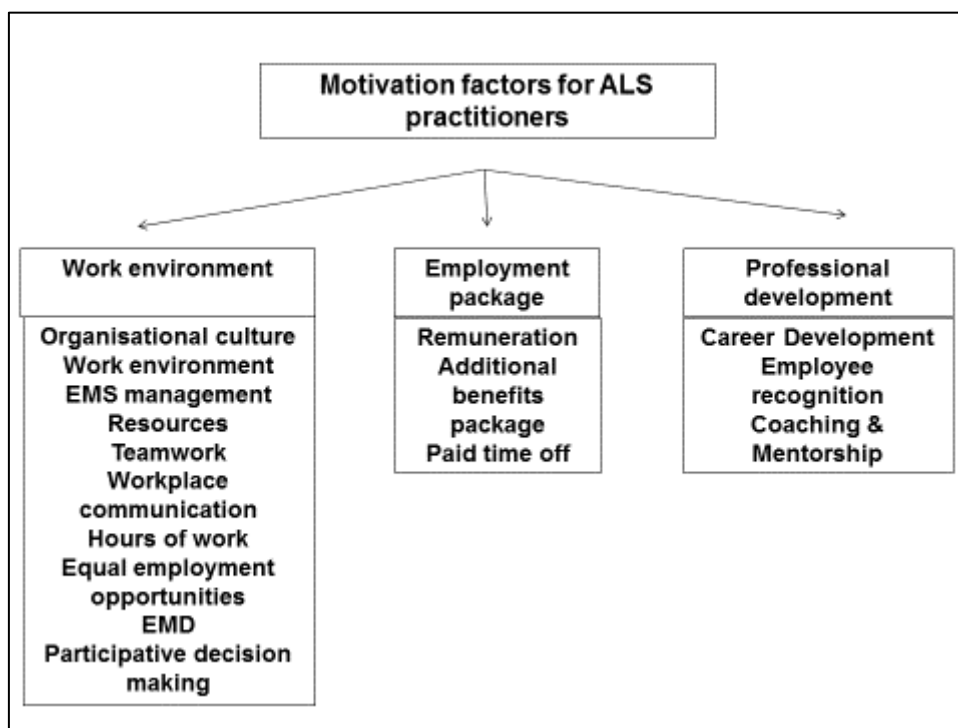 Motivation factors for ALS
practitioners
Work environment
Organisational culture
Work environment
EMS management
Resources
Teamwork
Workplace
communication
Hours of work
Equal employment
opportunities
EMD
Participative decision
making
Employment
package
Remuneration
Additional
benefits
package
Paid time off
Professional
development
Career Development
Employee
recognition
Coaching &
Mentorship